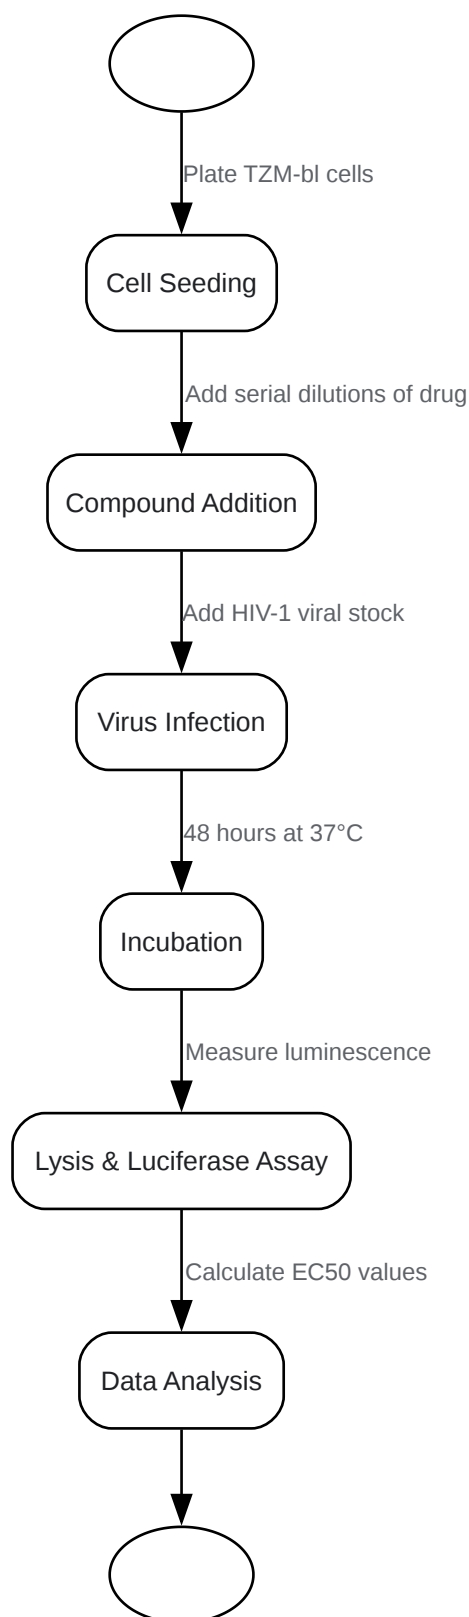 Plate TZM-bl cells
Cell Seeding
Add serial dilutions of drug
Compound Addition
Add HIV-1 viral stock
Virus Infection
48 hours at 37°C
Incubation
Measure luminescence
Lysis & Luciferase Assay
Calculate EC50 values
Data Analysis